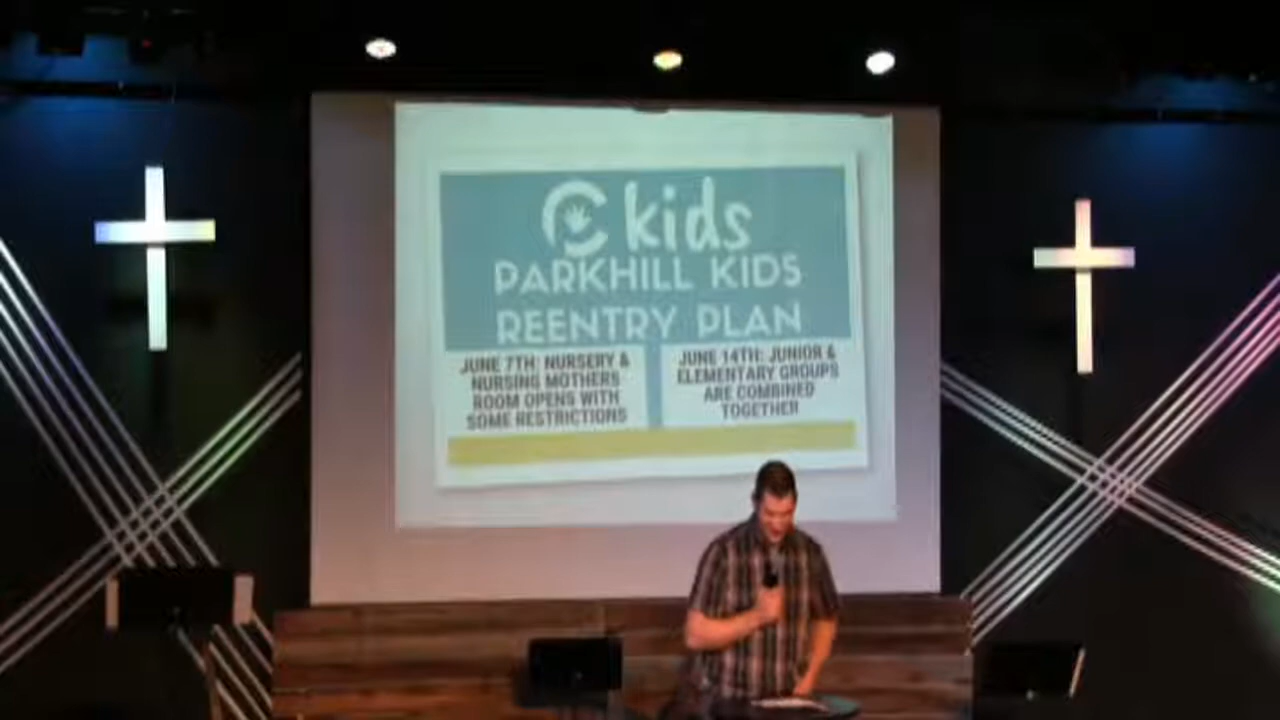 kids
PARKHILL KIDS
REENTRY PLAN
JUNE 7TH: NURSERY &
NURSING MOTHERS
ROOM OPENS WITH
SOME RESTRICTIONS
JUNE 14TH: JUNIOR &
ELEMENTARY GROUPS
ARE COMBINED
TOGETHER